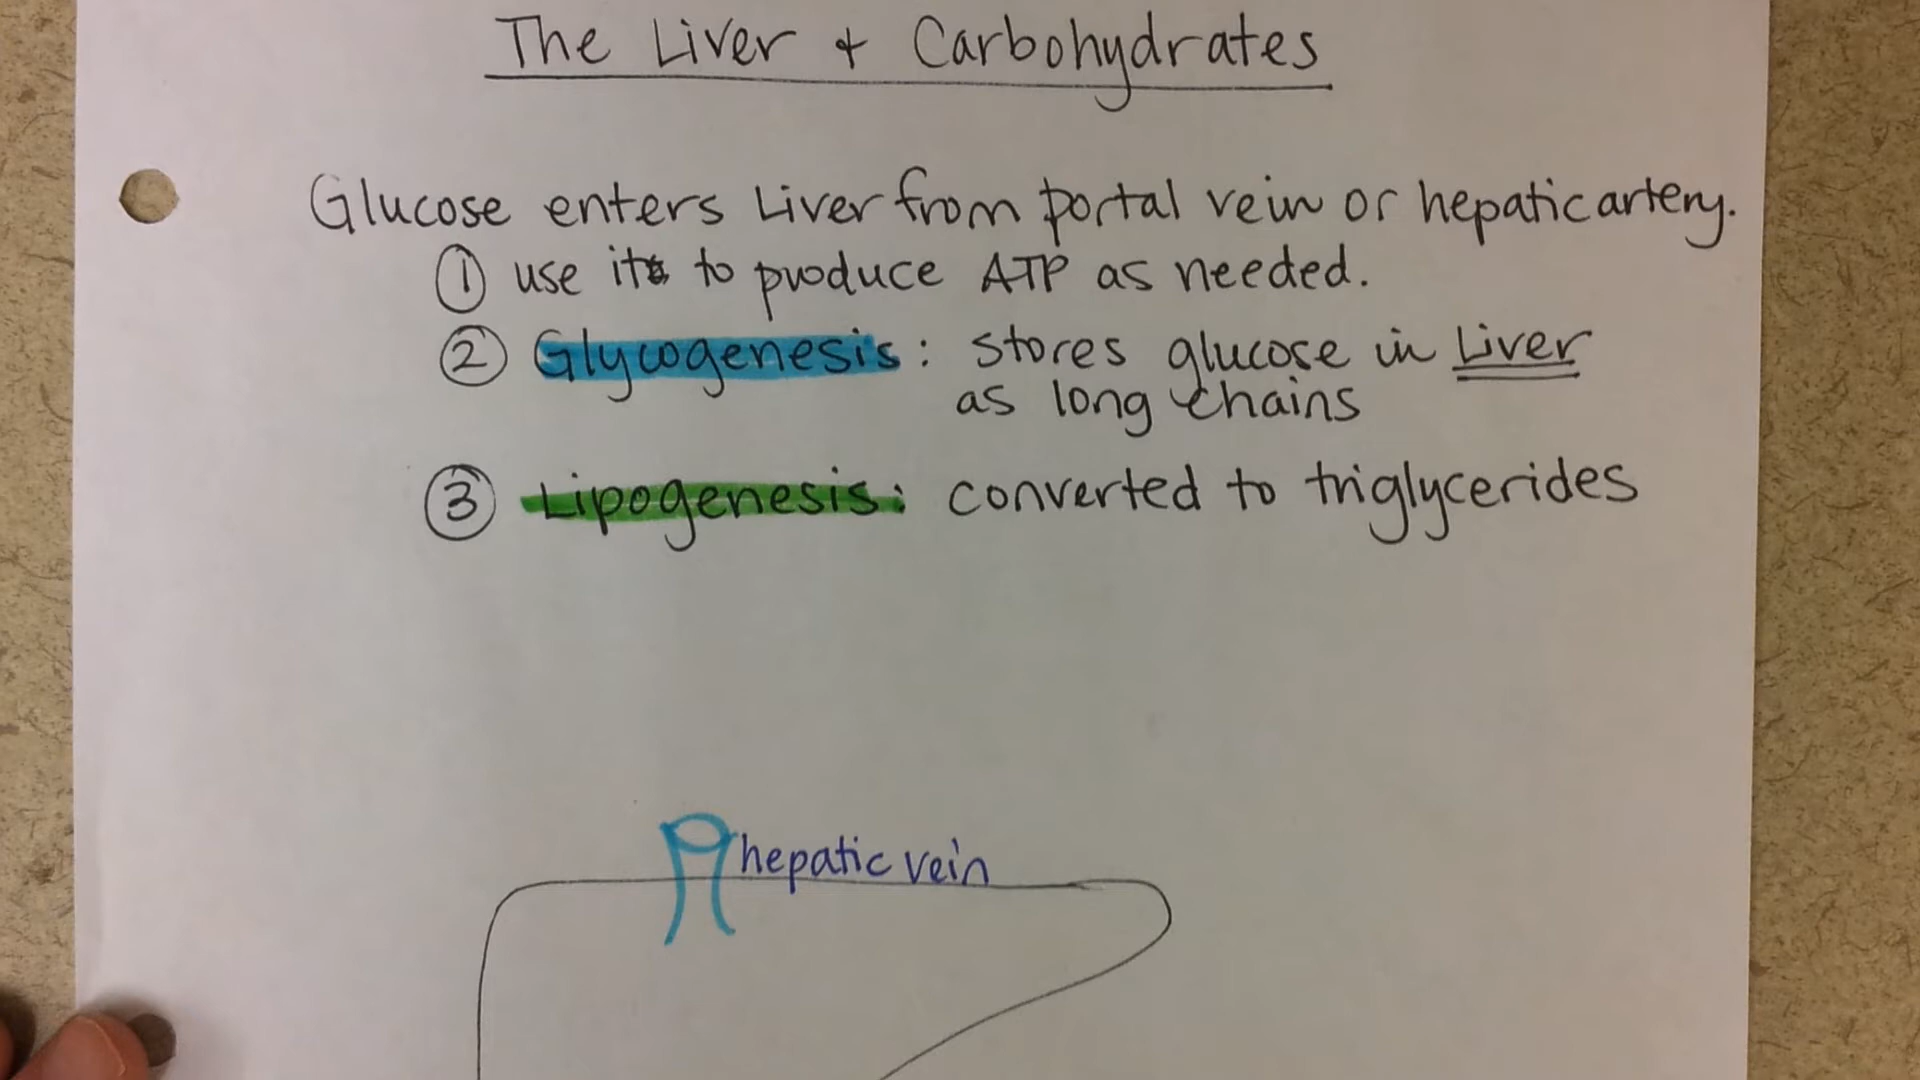 The Liver + Carbohydrates
Glucose enters Liver from portal vein or hepatic artery.
① use it to produce ATP as needed.
② Glycogenesis: stores glucose in Liver
as long chains
③ Lipogenesis: converted to triglycerides
hepatic vein